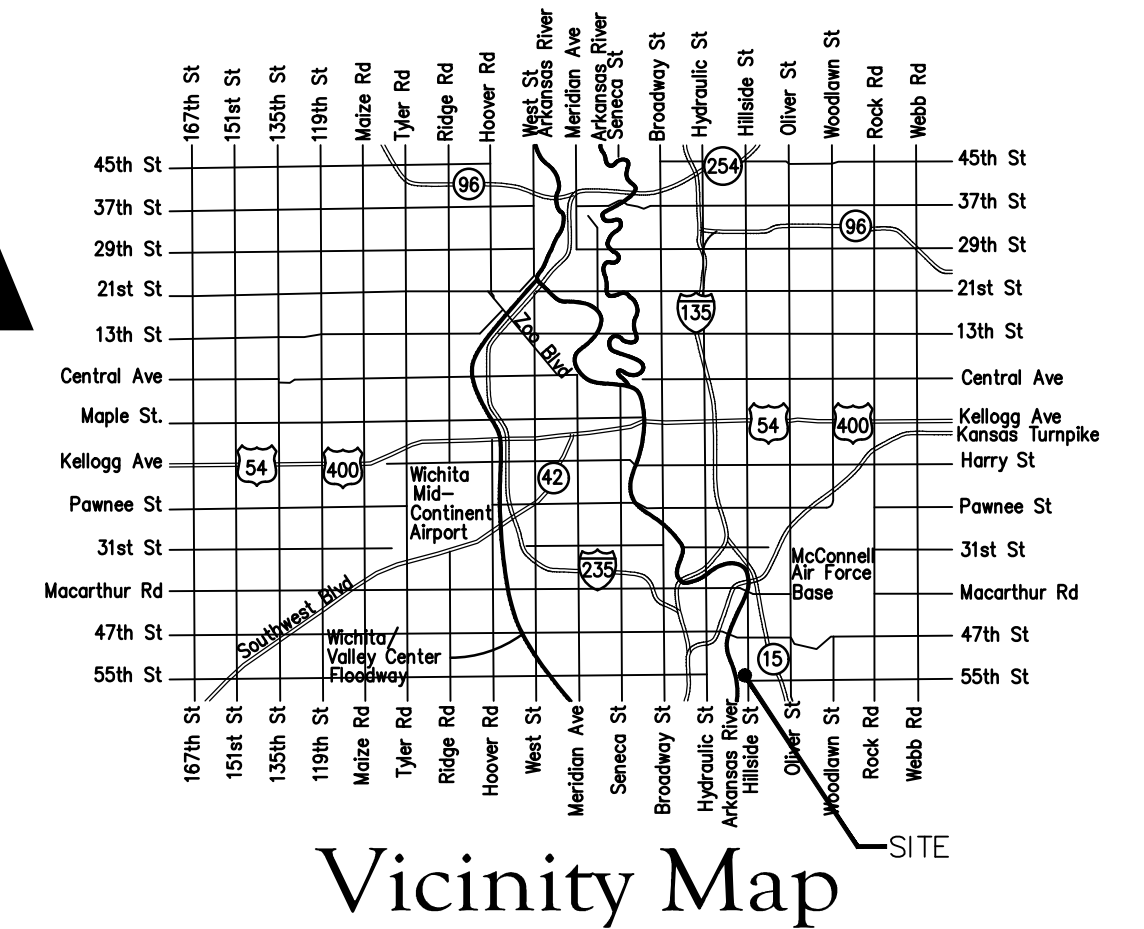 167th St
151st St
135th St
119th St
Maize Rd
Tyler Rd
Ridge Rd
Hoover Rd
West St
Arkansas River
Meridian Ave
Arkansas River
Seneca St
Broadway St
Hydraulic St
Hillside St
Oliver St
Woodlawn St
Rock Rd
Webb Rd
45th St
254
45th St
96
37th St
37th St
96
29th St
29th St
21st St
21st St
135
13th St
Zoo Blvd
13th St
Central Ave
Central Ave
Maple St.
54
400
Kellogg Ave
Kansas Turnpike
Kellogg Ave
54
400
Harry St
Wichita
Mid-
Continent
Airport
42
Pawnee St
Pawnee St
31st St
31st St
McConnell
Air Force
Base
235
Macarthur Rd
Macarthur Rd
Southwest Blvd
47th St
47th St
Wichita/
Valley Center
Floodway
15
55th St
55th St
167th St
151st St
135th St
119th St
Maize Rd
Tyler Rd
Ridge Rd
Hoover Rd
West St
Meridian Ave
Seneca St
Broadway St
Hydraulic St
Arkansas River
Hillside St
Oliver St
Woodlawn St
Rock Rd
Webb Rd
SITE
Vicinity Map